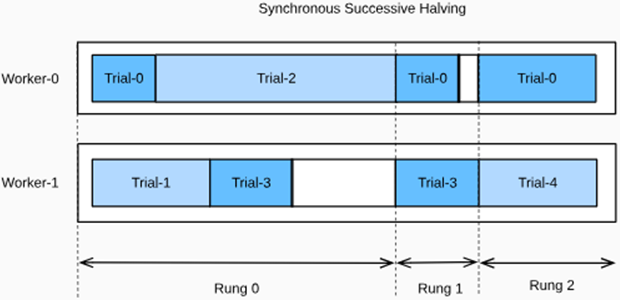 Synchronous Successive Halving
Worker-0
Trial-0
Trial-2
Trial-0
Trial-0
Worker-1
Trial-1
Trial-3
Trial-3
Trial-4
Rung 0
Rung 1
Rung 2